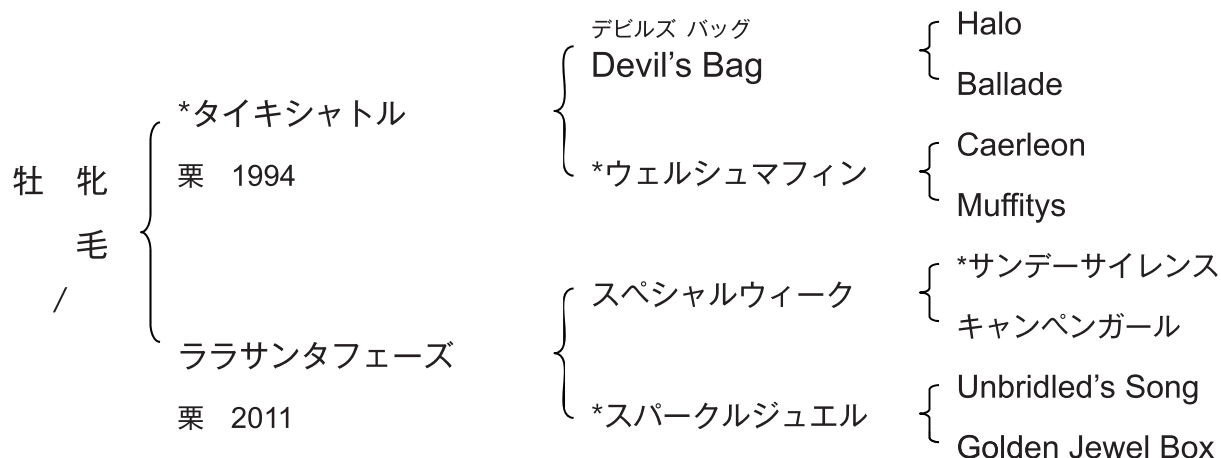 牡 牝
毛
/
*タイキシャトル
栗 1994
ララサンタフェーズ
栗 2011
デビルズ バッグ
Devil's Bag
*ウェルシュマフィン
スペシャルウィーク
*スパークルジュエル
Halo
Ballade
Caerleon
Muffitys
*サンデーサイレンス
キャンペンガール
Unbridled's Song
Golden Jewel Box